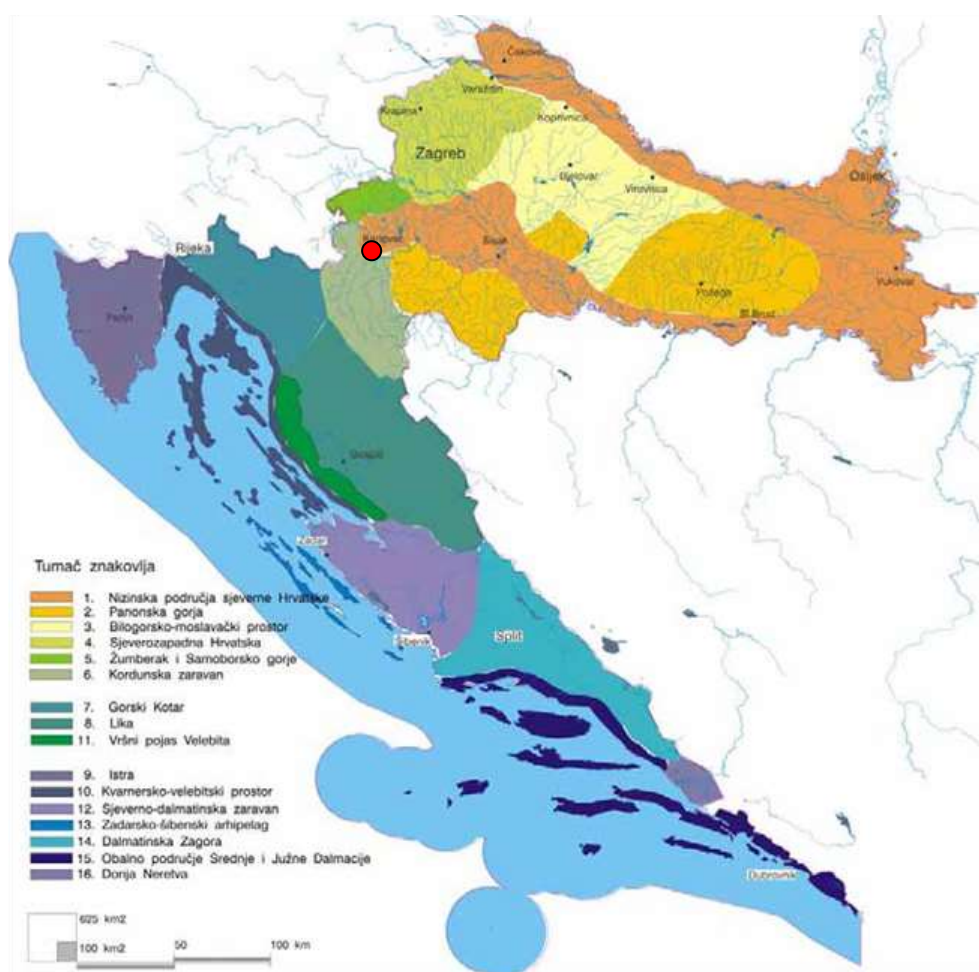 Čakovec
Varaždin
Krapina
Koprivnica
Zagreb
Bjelovar
Virovitica
Osijek
Rijeka
Karlovac
Sisak
Požega
Vukovar
Sl.Brod
Pazin
Gospić
Zadar
Šibenik
Split
Dubrovnik
Tumač znakovlja
1. Nizinska područja sjeverne Hrvatske
2. Panonska gorja
3. Bilogorsko-moslavački prostor
4. Sjeverozapadna Hrvatska
5. Žumberak i Samoborsko gorje
6. Kordunska zaravan
7. Gorski Kotar
8. Lika
11. Vršni pojas Velebita
9. Istra
10. Kvarnersko-velebitski prostor
12. Sjeverno-dalmatinska zaravan
13. Zadarsko-šibenski arhipelag
14. Dalmatinska Zagora
15. Obalno područje Srednje i Južne Dalmacije
16. Donja Neretva
625 km2
100 km2
50
100 km